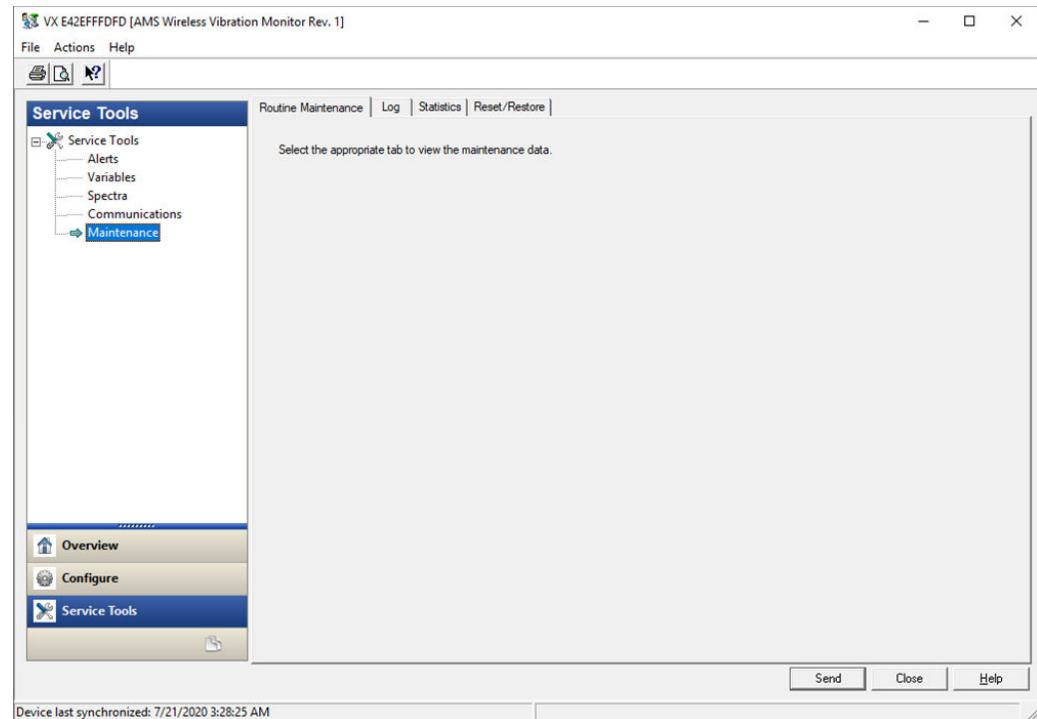 VX E42EFFFDFD [AMS Wireless Vibration Monitor Rev. 1]
File Actions Help
Service Tools
Service Tools
Alerts
Variables
Spectra
Communications
Maintenance
Routine Maintenance Log Statistics Reset/Restore
Select the appropriate tab to view the maintenance data.
Overview
Configure
Service Tools
Send Close Help
Device last synchronized: 7/21/2020 3:28:25 AM